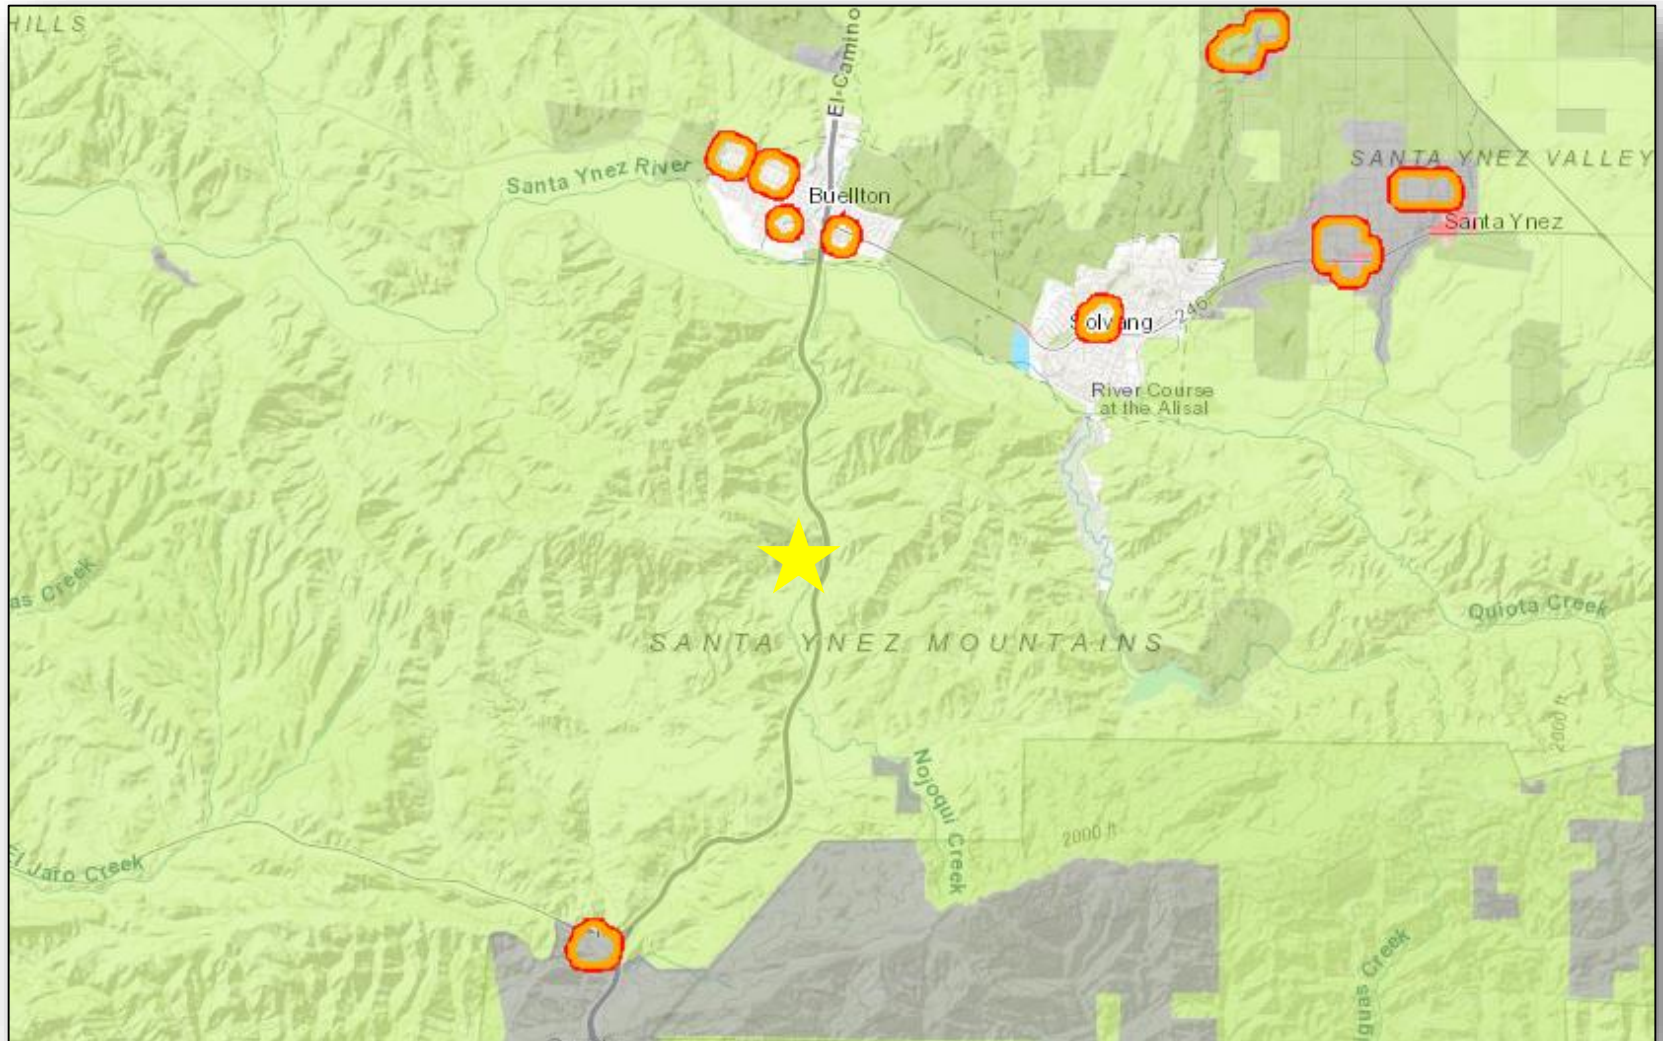 HILLS
El Camino
SANTA YNEZ VALLEY
Santa Ynez River
Buellton
Santa Ynez
246
Solvang
River Course
at the Alisal
as Creek
Quiota Creek
SANTA YNEZ MOUNTAINS
2000 ft
Nojoqui Creek
2000 ft
El Jaro Creek
guas Creek